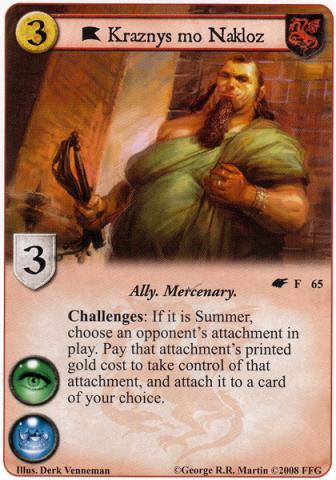 3
Kraznys mo Nakloz
3
Ally. Mercenary.
F 65
Challenges: If it is Summer,
choose an opponent's attachment in
play. Pay that attachment's printed
gold cost to take control of that
attachment, and attach it to a card
of your choice.
Illus. Derk Venneman
©George R.R. Martin ©2008 FFG